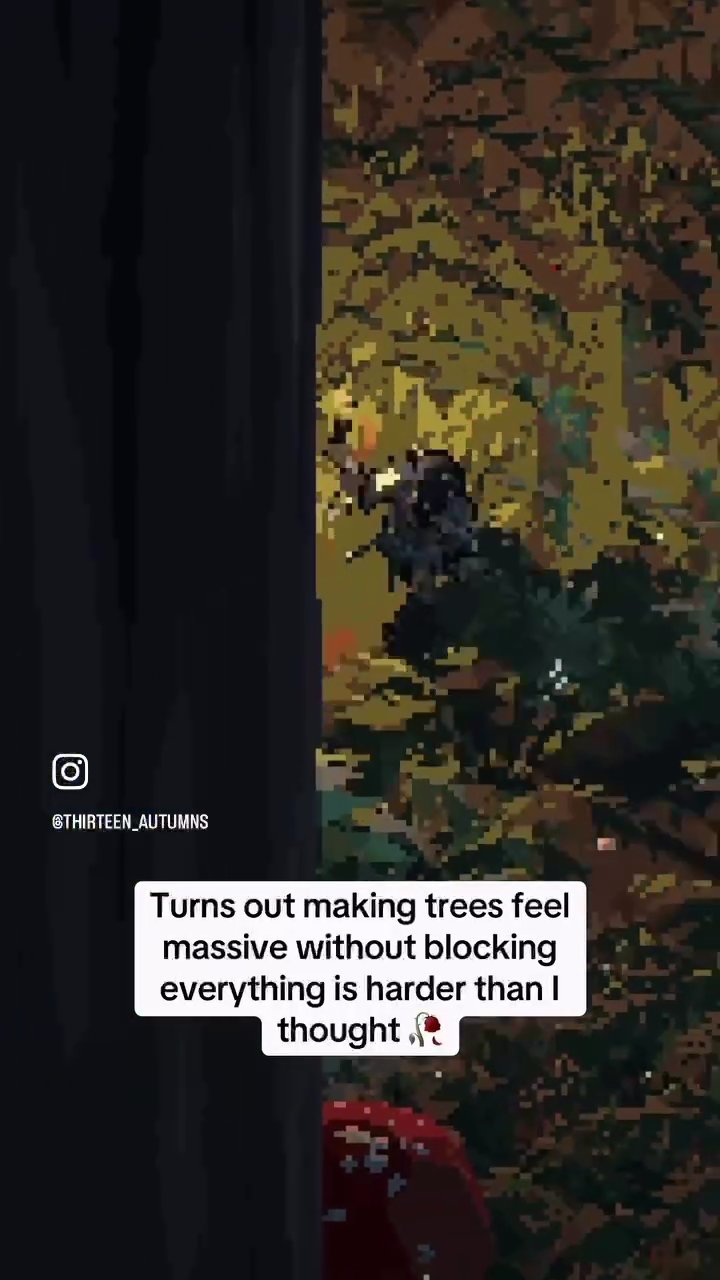 @THIRTEEN_AUTUMNS
Turns out making trees feel
massive without blocking
everything is harder than I
thought 🥀